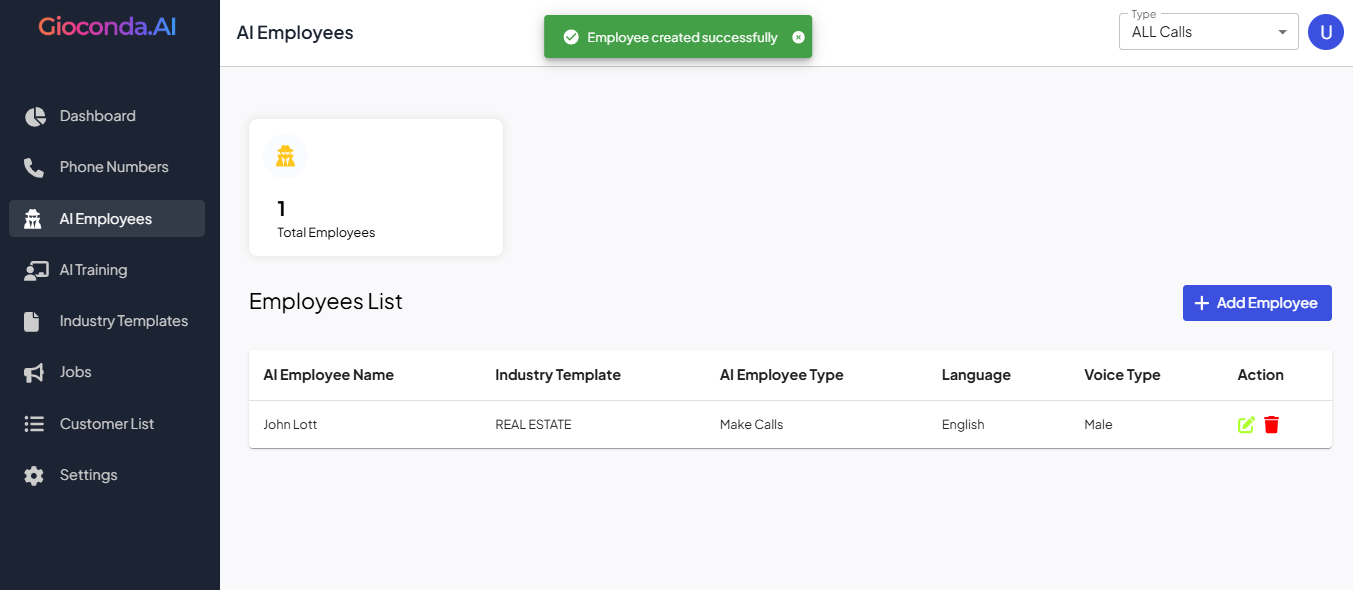 Gioconda.AI
AI Employees
Employee created successfully
Type
ALL Calls
U
Dashboard
Phone Numbers
AI Employees
AI Training
Industry Templates
Jobs
Customer List
Settings
1
Total Employees
Employees List
Add Employee
AI Employee Name Industry Template AI Employee Type Language Voice Type Action
John Lott REAL ESTATE Make Calls English Male